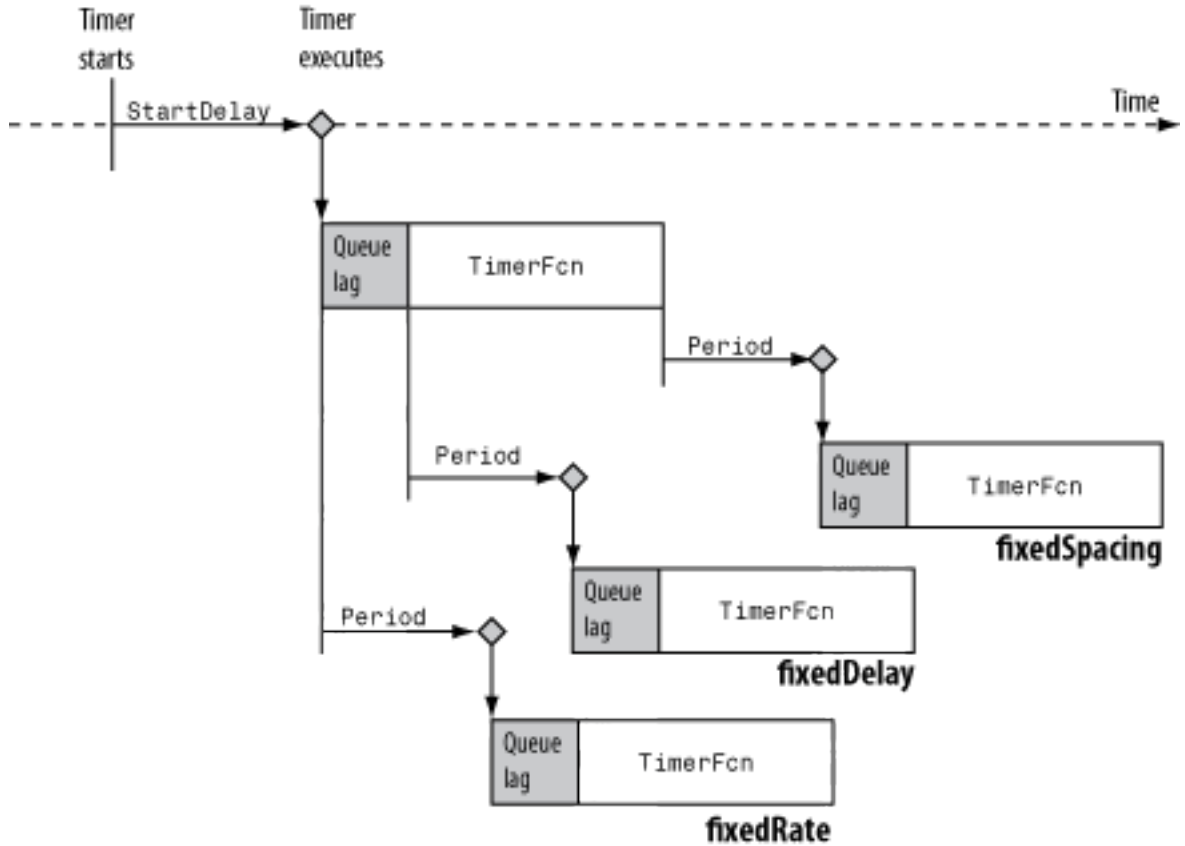 Timer
starts
Timer
executes
StartDelay
Time
Queue
lag
TimerFcn
Period
Period
Queue
lag
TimerFcn
fixedSpacing
Queue
lag
TimerFcn
fixedDelay
Period
Queue
lag
TimerFcn
fixedRate